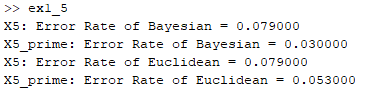 >> ex1_5
X5: Error Rate of Bayesian = 0.079000
X5_prime: Error Rate of Bayesian = 0.030000
X5: Error Rate of Euclidean = 0.079000
X5_prime: Error Rate of Euclidean = 0.053000